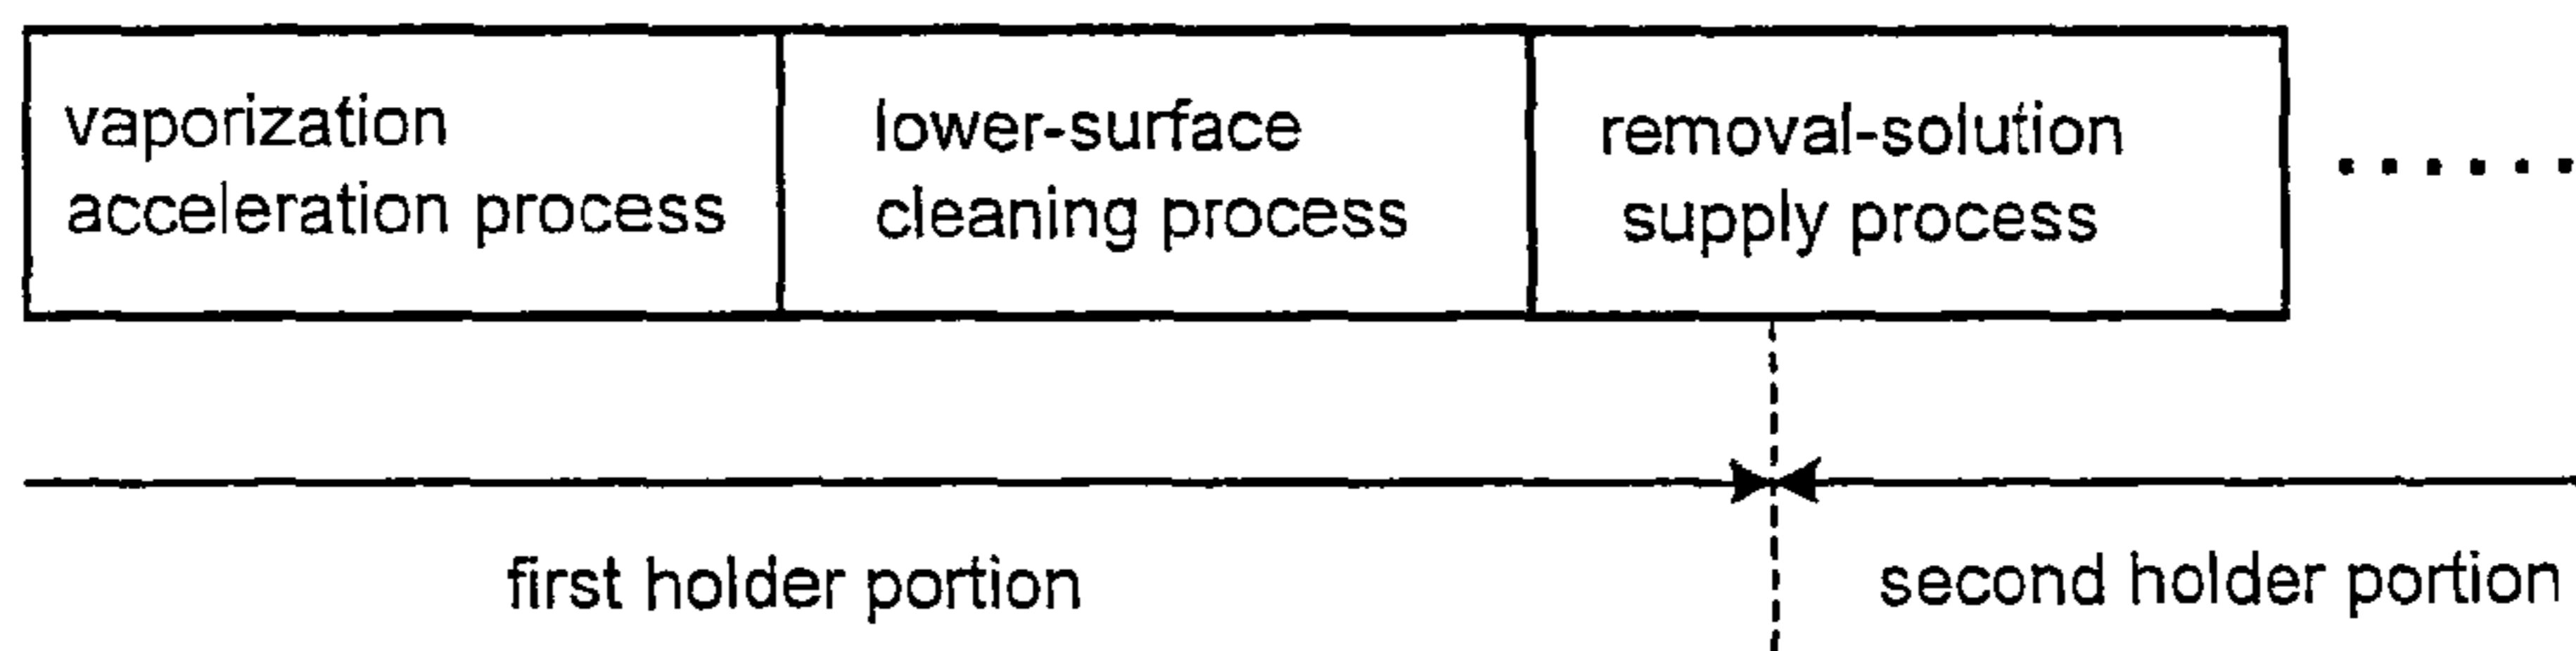 vaporization
acceleration process
lower-surface
cleaning process
removal-solution
supply process
......
first holder portion
second holder portion